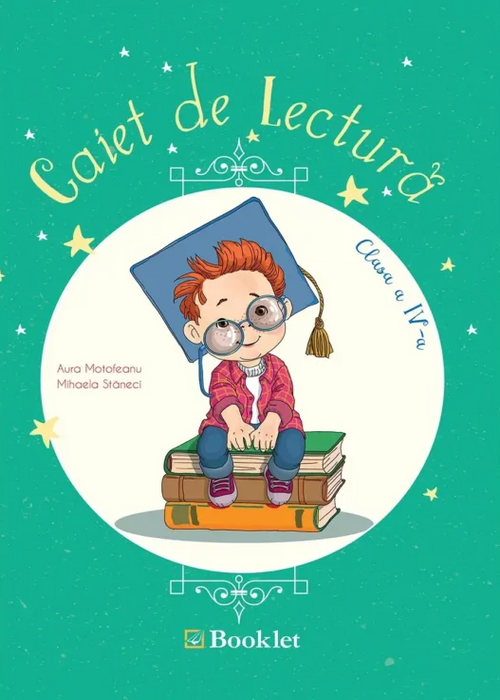 Caiet de Lectură
Clasa a IV-a
Aura Motofeanu
Mihaela Stăneci
Booklet